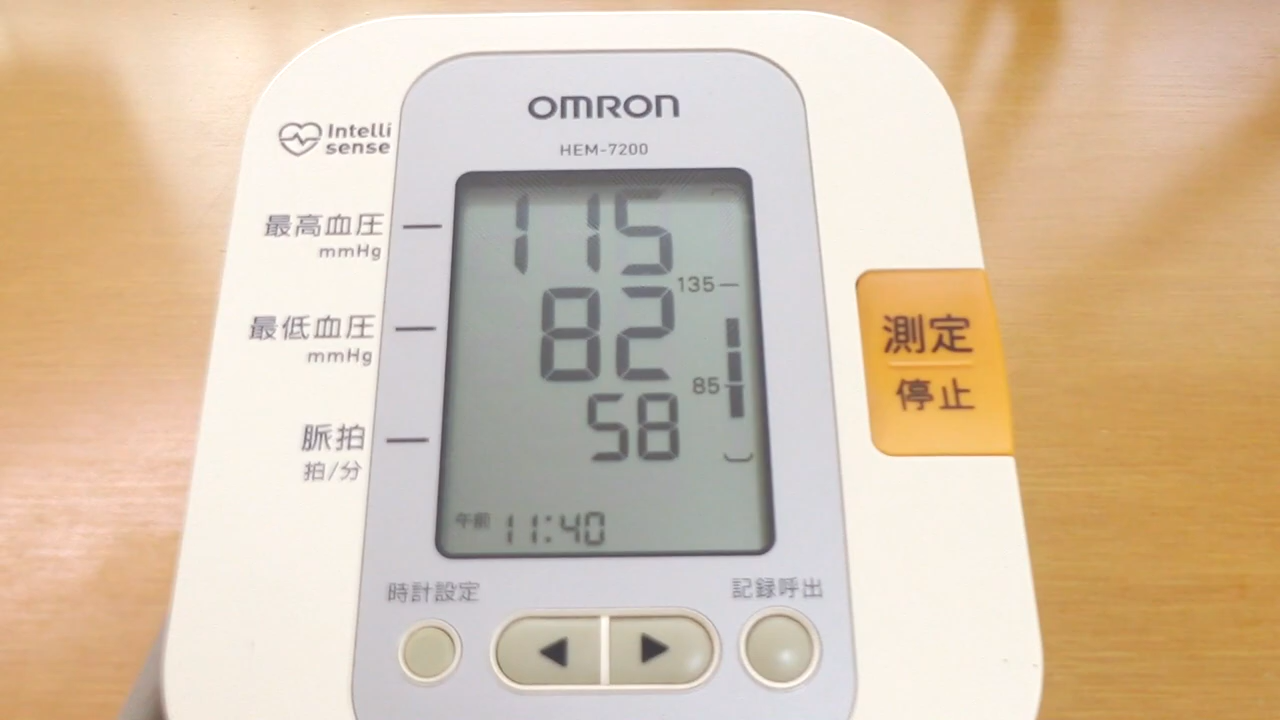 OMRON
HEM-7200
Intelli
sense
最高血圧
mmHg
115
135
最低血圧
mmHg
82
85
脈拍
拍/分
58
午前 11:40
測定
停止
時計設定
記録呼出